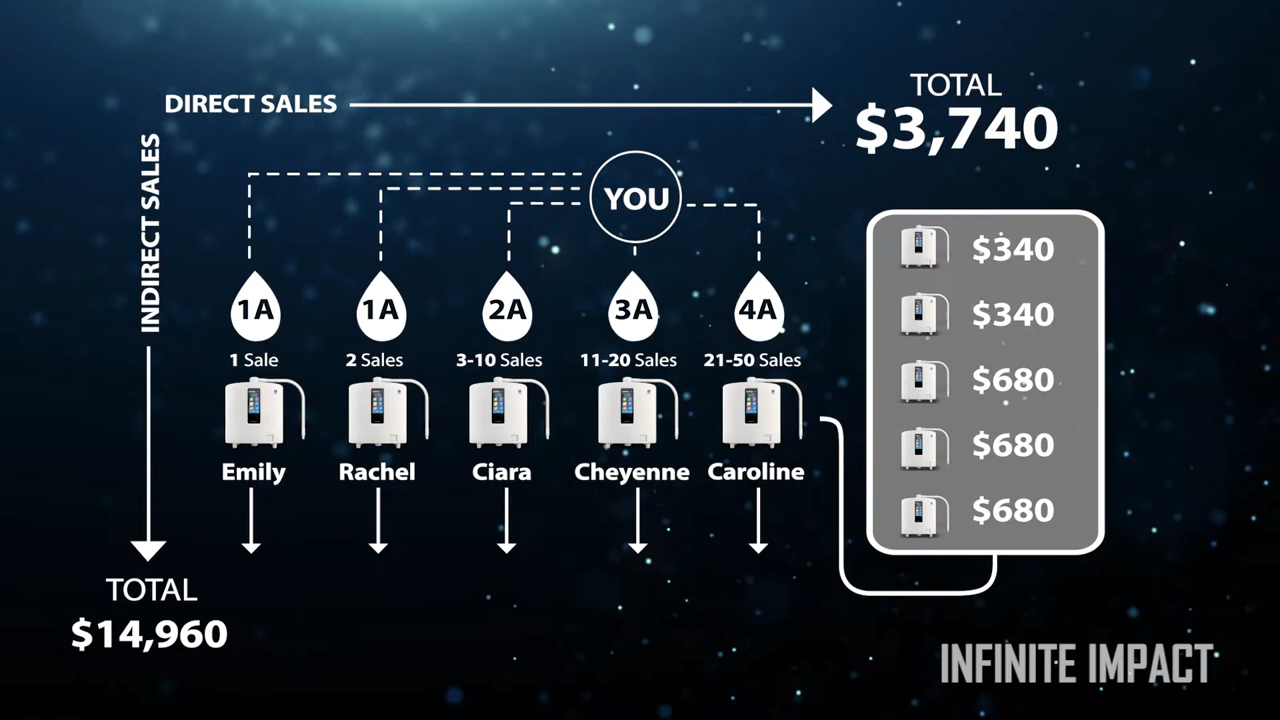 DIRECT SALES
TOTAL
$3,740
INDIRECT SALES
YOU
1A
1A
2A
3A
4A
1 Sale
2 Sales
3-10 Sales
11-20 Sales
21-50 Sales
Emily
Rachel
Ciara
Cheyenne
Caroline
$340
$340
$680
$680
$680
TOTAL
$14,960
INFINITE IMPACT